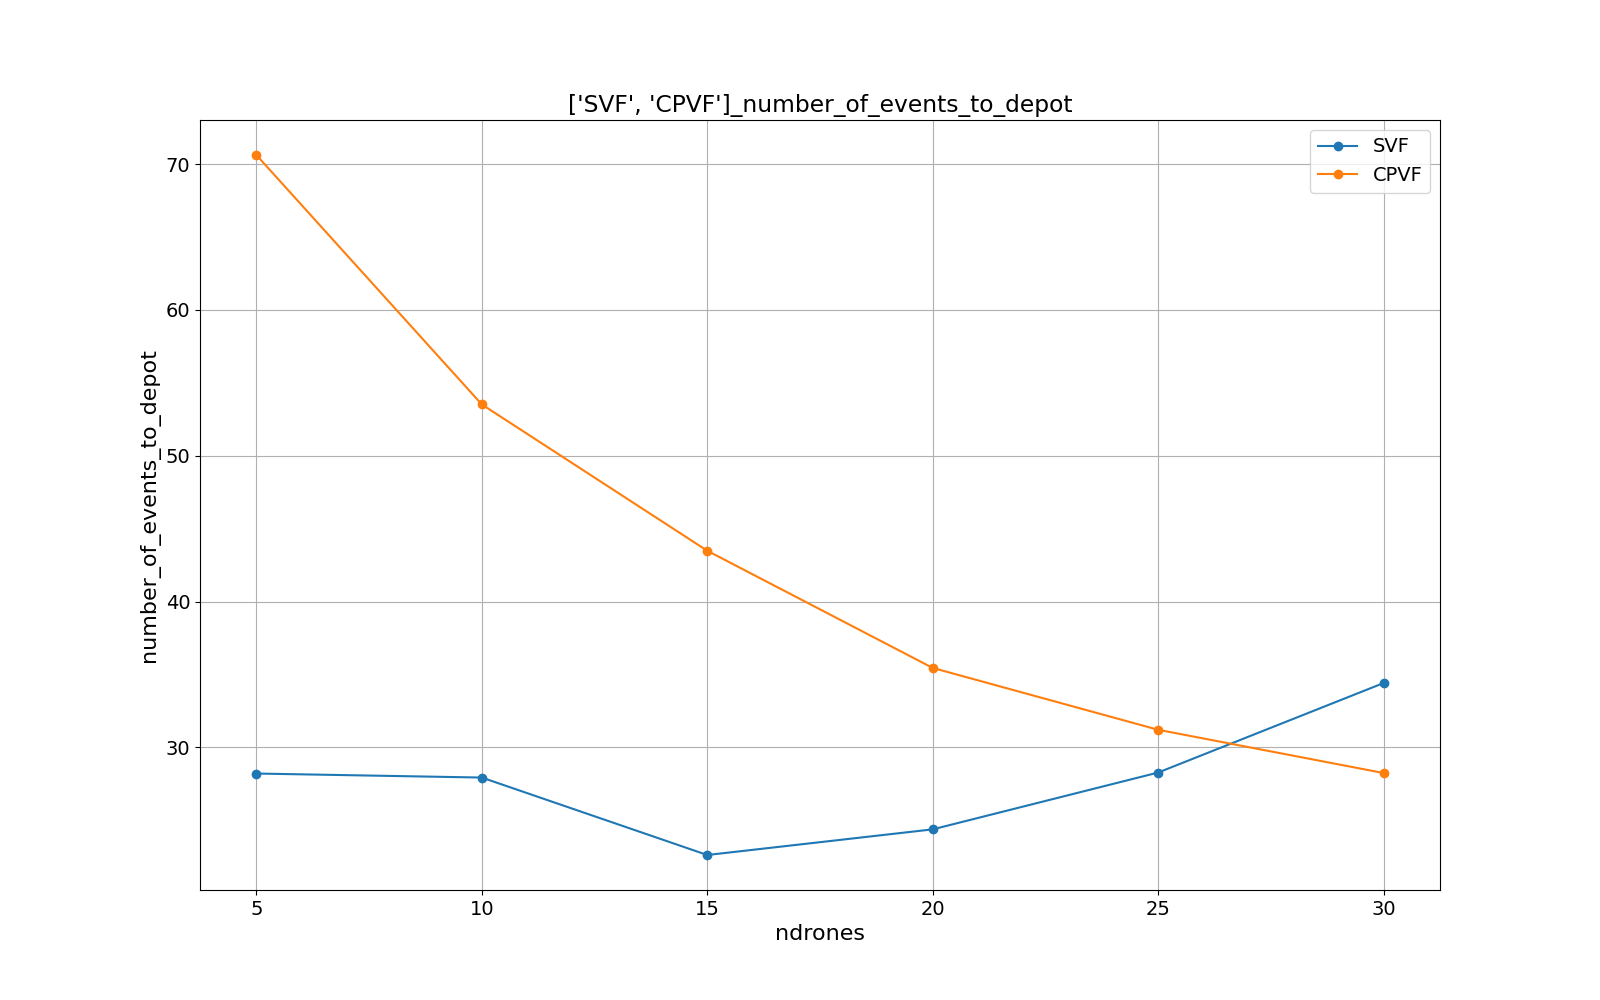 ['SVF', 'CPVF']_number_of_events_to_depot
SVF
CPVF
number_of_events_to_depot
70
60
50
40
30
5
10
15
20
25
30
ndrones